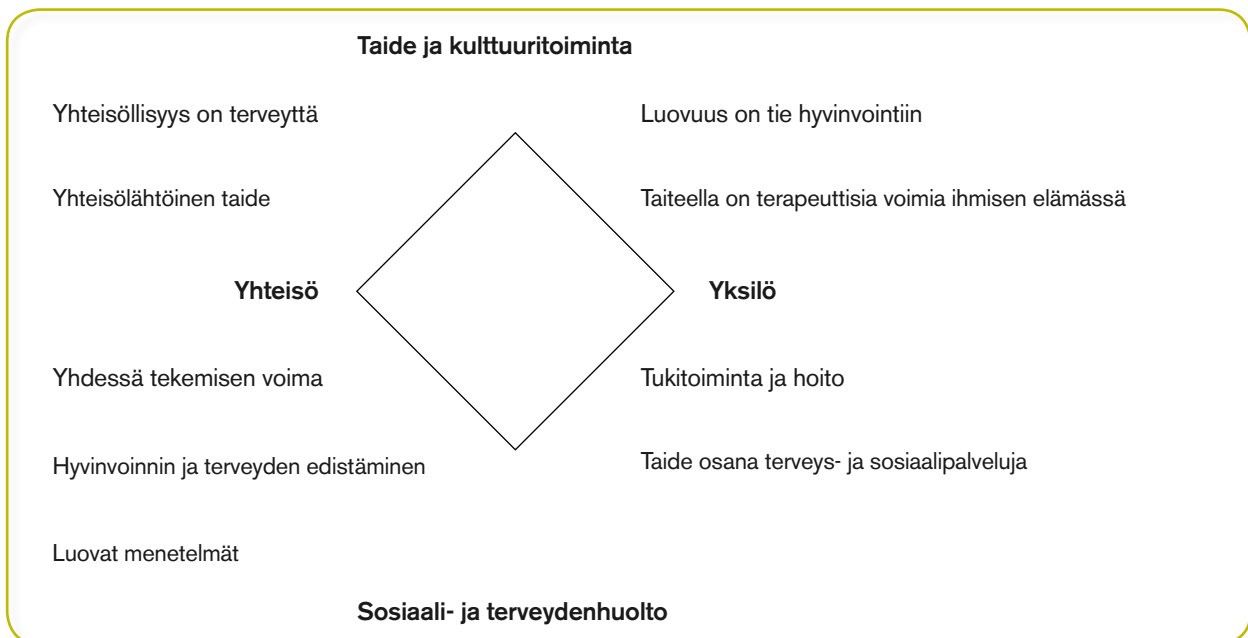 Taide ja kulttuuritoiminta
Yhteisöllisyys on terveyttä
Luovuus on tie hyvinvointiin
Yhteisölähtöinen taide
Taiteella on terapeuttisia voimia ihmisen elämässä
Yhteisö
Yksilö
Yhdessä tekemisen voima
Tukitoiminta ja hoito
Hyvinvoinnin ja terveyden edistäminen
Taide osana terveys- ja sosiaalipalveluja
Luovat menetelmät
Sosiaali- ja terveydenhuolto